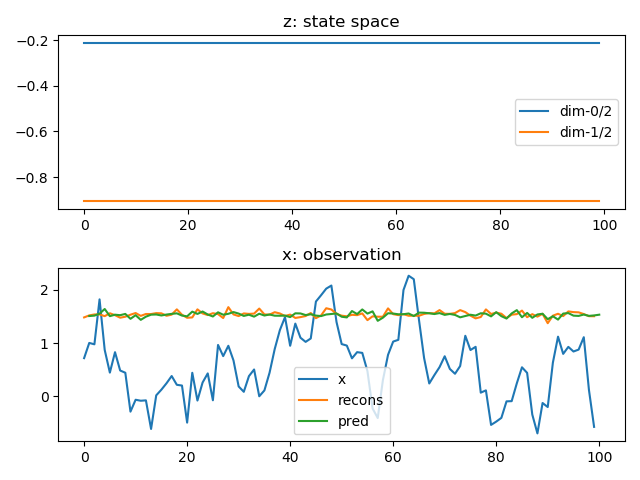 z: state space
−0.2
−0.4
−0.6
−0.8
dim-0/2
dim-1/2
0 20 40 60 80 100
x: observation
2
1
0
x
recons
pred
0 20 40 60 80 100